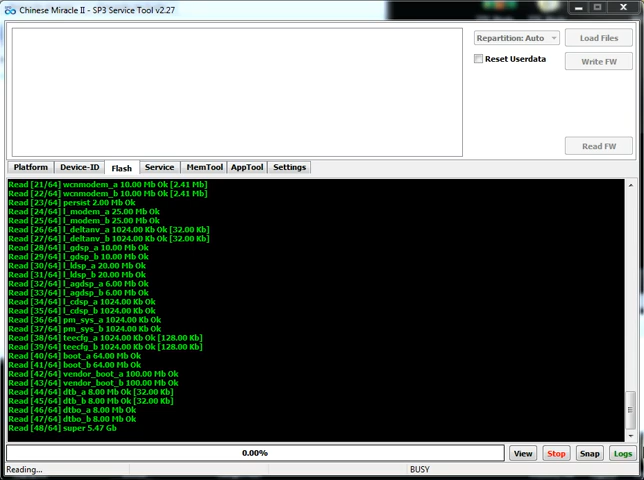 Chinese Miracle II - SP3 Service Tool v2.27
Repartition: Auto
Load Files
Reset Userdata
Write FW
Read FW
Platform Device-ID Flash Service MemTool AppTool Settings
Read [21/64] wcnmodem_a 10.00 Mb Ok [2.41 Mb]
Read [22/64] wcnmodem_b 10.00 Mb Ok [2.41 Mb]
Read [23/64] persist 2.00 Mb Ok
Read [24/64] l_modem_a 25.00 Mb Ok
Read [25/64] l_modem_b 25.00 Mb Ok
Read [26/64] l_deltanv_a 1024.00 Kb Ok [32.00 Kb]
Read [27/64] l_deltanv_b 1024.00 Kb Ok [32.00 Kb]
Read [28/64] l_gdsp_a 10.00 Mb Ok
Read [29/64] l_gdsp_b 10.00 Mb Ok
Read [30/64] l_ldsp_a 20.00 Mb Ok
Read [31/64] l_ldsp_b 20.00 Mb Ok
Read [32/64] l_agdsp_a 6.00 Mb Ok
Read [33/64] l_agdsp_b 6.00 Mb Ok
Read [34/64] l_cdsp_a 1024.00 Kb Ok
Read [35/64] l_cdsp_b 1024.00 Kb Ok
Read [36/64] pm_sys_a 1024.00 Kb Ok
Read [37/64] pm_sys_b 1024.00 Kb Ok
Read [38/64] teecfg_a 1024.00 Kb Ok [128.00 Kb]
Read [39/64] teecfg_b 1024.00 Kb Ok [128.00 Kb]
Read [40/64] boot_a 64.00 Mb Ok
Read [41/64] boot_b 64.00 Mb Ok
Read [42/64] vendor_boot_a 100.00 Mb Ok
Read [43/64] vendor_boot_b 100.00 Mb Ok
Read [44/64] dtb_a 8.00 Mb Ok [32.00 Kb]
Read [45/64] dtb_b 8.00 Mb Ok [32.00 Kb]
Read [46/64] dtbo_a 8.00 Mb Ok
Read [47/64] dtbo_b 8.00 Mb Ok
Read [48/64] super 5.47 Gb
0.00%
View Stop Snap Logs
Reading... BUSY